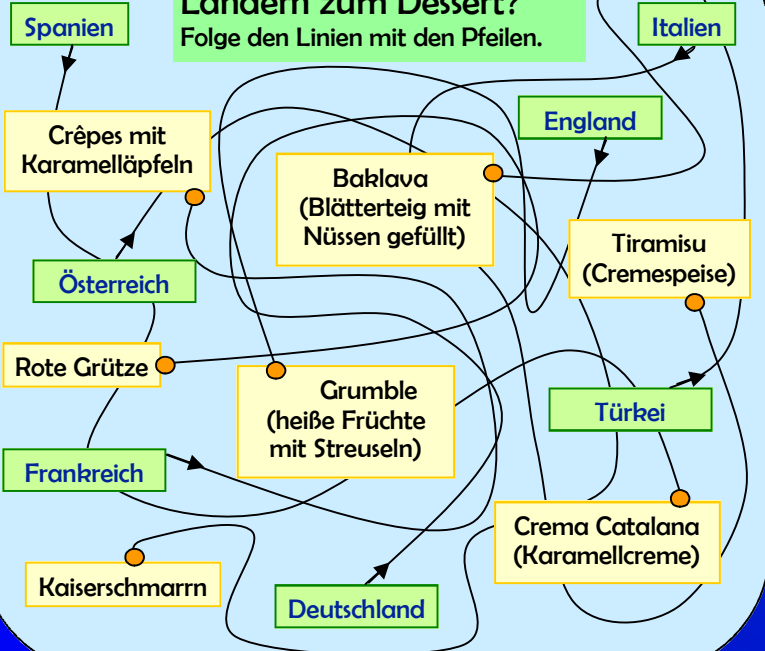 Ländern zum Dessert?
Folge den Linien mit den Pfeilen.
Spanien
Italien
England
Crêpes mit
Karamelläpfeln
Baklava
(Blätterteig mit
Nüssen gefüllt)
Tiramisu
(Cremespeise)
Österreich
Rote Grütze
Grumble
(heiße Früchte
mit Streuseln)
Türkei
Frankreich
Crema Catalana
(Karamellcreme)
Kaiserschmarrn
Deutschland